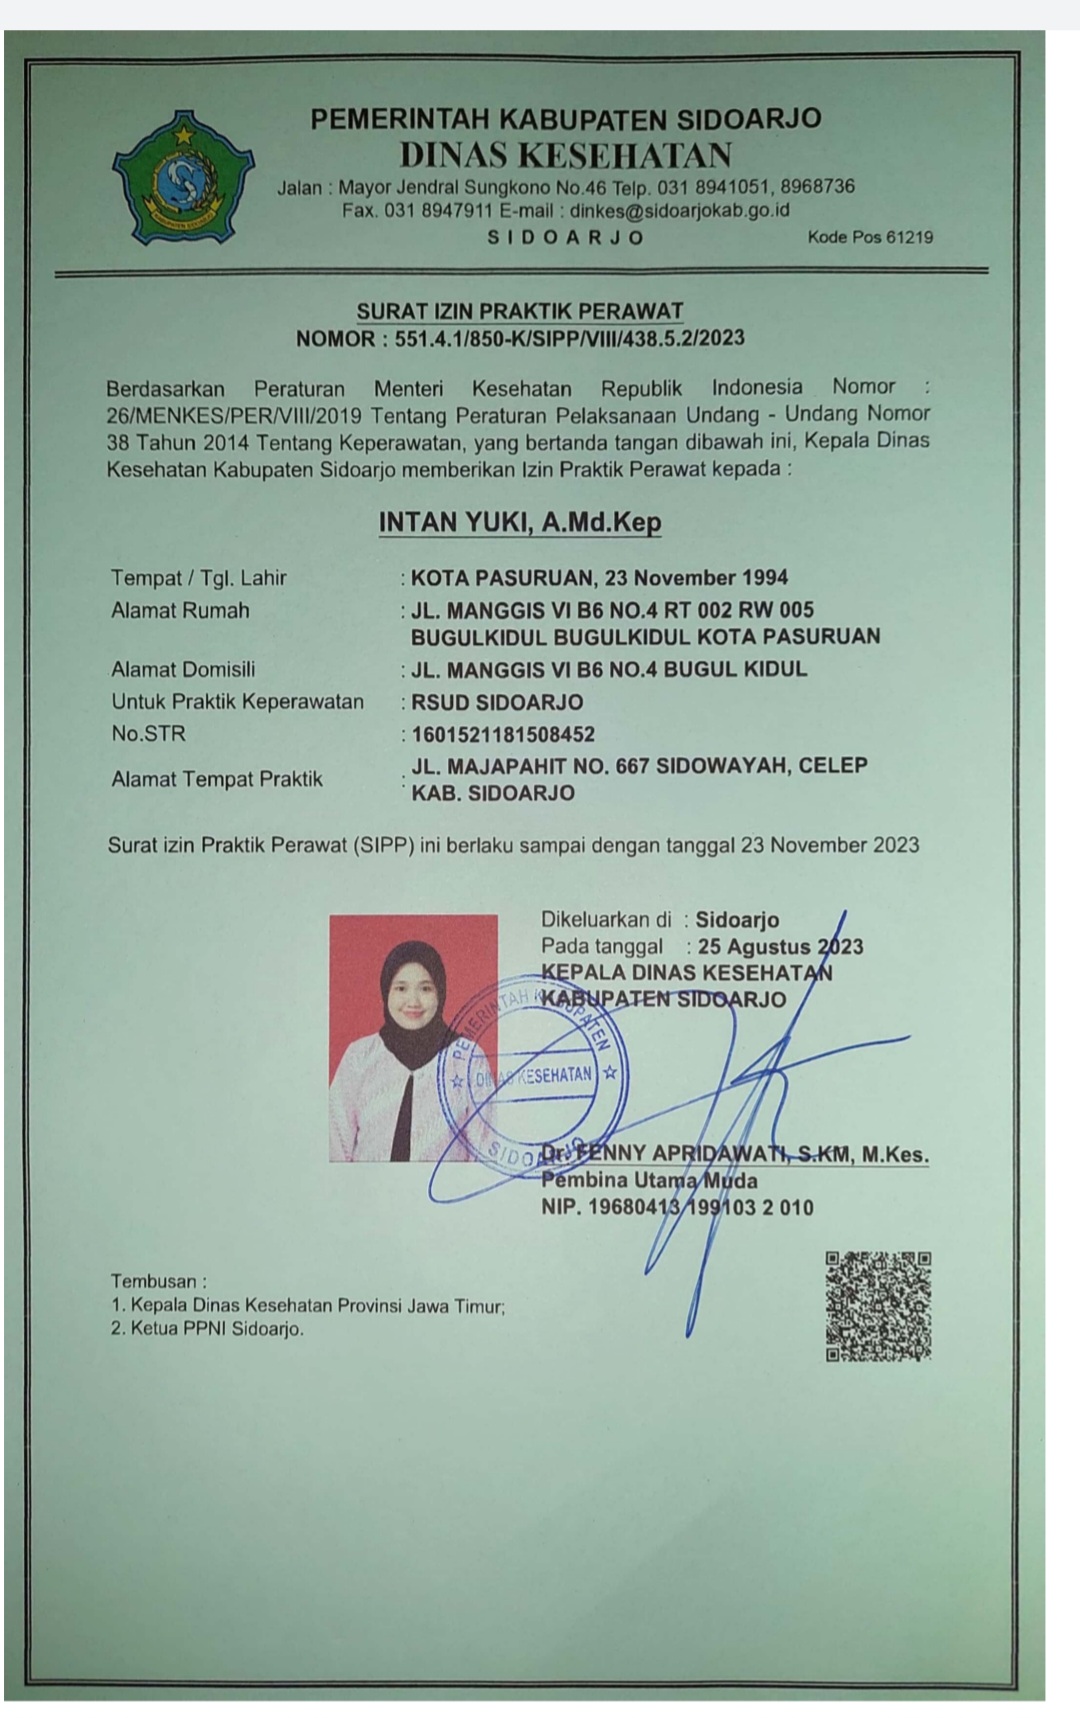 PEMERINTAH KABUPATEN SIDOARJO
DINAS KESEHATAN
Jalan : Mayor Jendral Sungkono No.46 Telp. 031 8941051, 8968736
Fax. 031 8947911 E-mail : dinkes@sidoarjokab.go.id
S I D O A R J O
Kode Pos 61219
KABUPATEN SIDOARJO
SURAT IZIN PRAKTIK PERAWAT
NOMOR : 551.4.1/850-K/SIPP/VIII/438.5.2/2023
Berdasarkan Peraturan Menteri Kesehatan Republik Indonesia Nomor :
26/MENKES/PER/VIII/2019 Tentang Peraturan Pelaksanaan Undang - Undang Nomor
38 Tahun 2014 Tentang Keperawatan, yang bertanda tangan dibawah ini, Kepala Dinas
Kesehatan Kabupaten Sidoarjo memberikan Izin Praktik Perawat kepada :
INTAN YUKI, A.Md.Kep
Tempat / Tgl. Lahir : KOTA PASURUAN, 23 November 1994
Alamat Rumah : JL. MANGGIS VI B6 NO.4 RT 002 RW 005
BUGULKIDUL BUGULKIDUL KOTA PASURUAN
Alamat Domisili : JL. MANGGIS VI B6 NO.4 BUGUL KIDUL
Untuk Praktik Keperawatan : RSUD SIDOARJO
No.STR : 1601521181508452
Alamat Tempat Praktik : JL. MAJAPAHIT NO. 667 SIDOWAYAH, CELEP
KAB. SIDOARJO
Surat izin Praktik Perawat (SIPP) ini berlaku sampai dengan tanggal 23 November 2023
Dikeluarkan di : Sidoarjo
Pada tanggal : 25 Agustus 2023
KEPALA DINAS KESEHATAN
KABUPATEN SIDOARJO
PEMERINTAH KABUPATEN
DINAS KESEHATAN
SIDOARJO
Dr. FENNY APRIDAWATI, S.KM, M.Kes.
Pembina Utama Muda
NIP. 19680413 199103 2 010
Tembusan :
1. Kepala Dinas Kesehatan Provinsi Jawa Timur;
2. Ketua PPNI Sidoarjo.